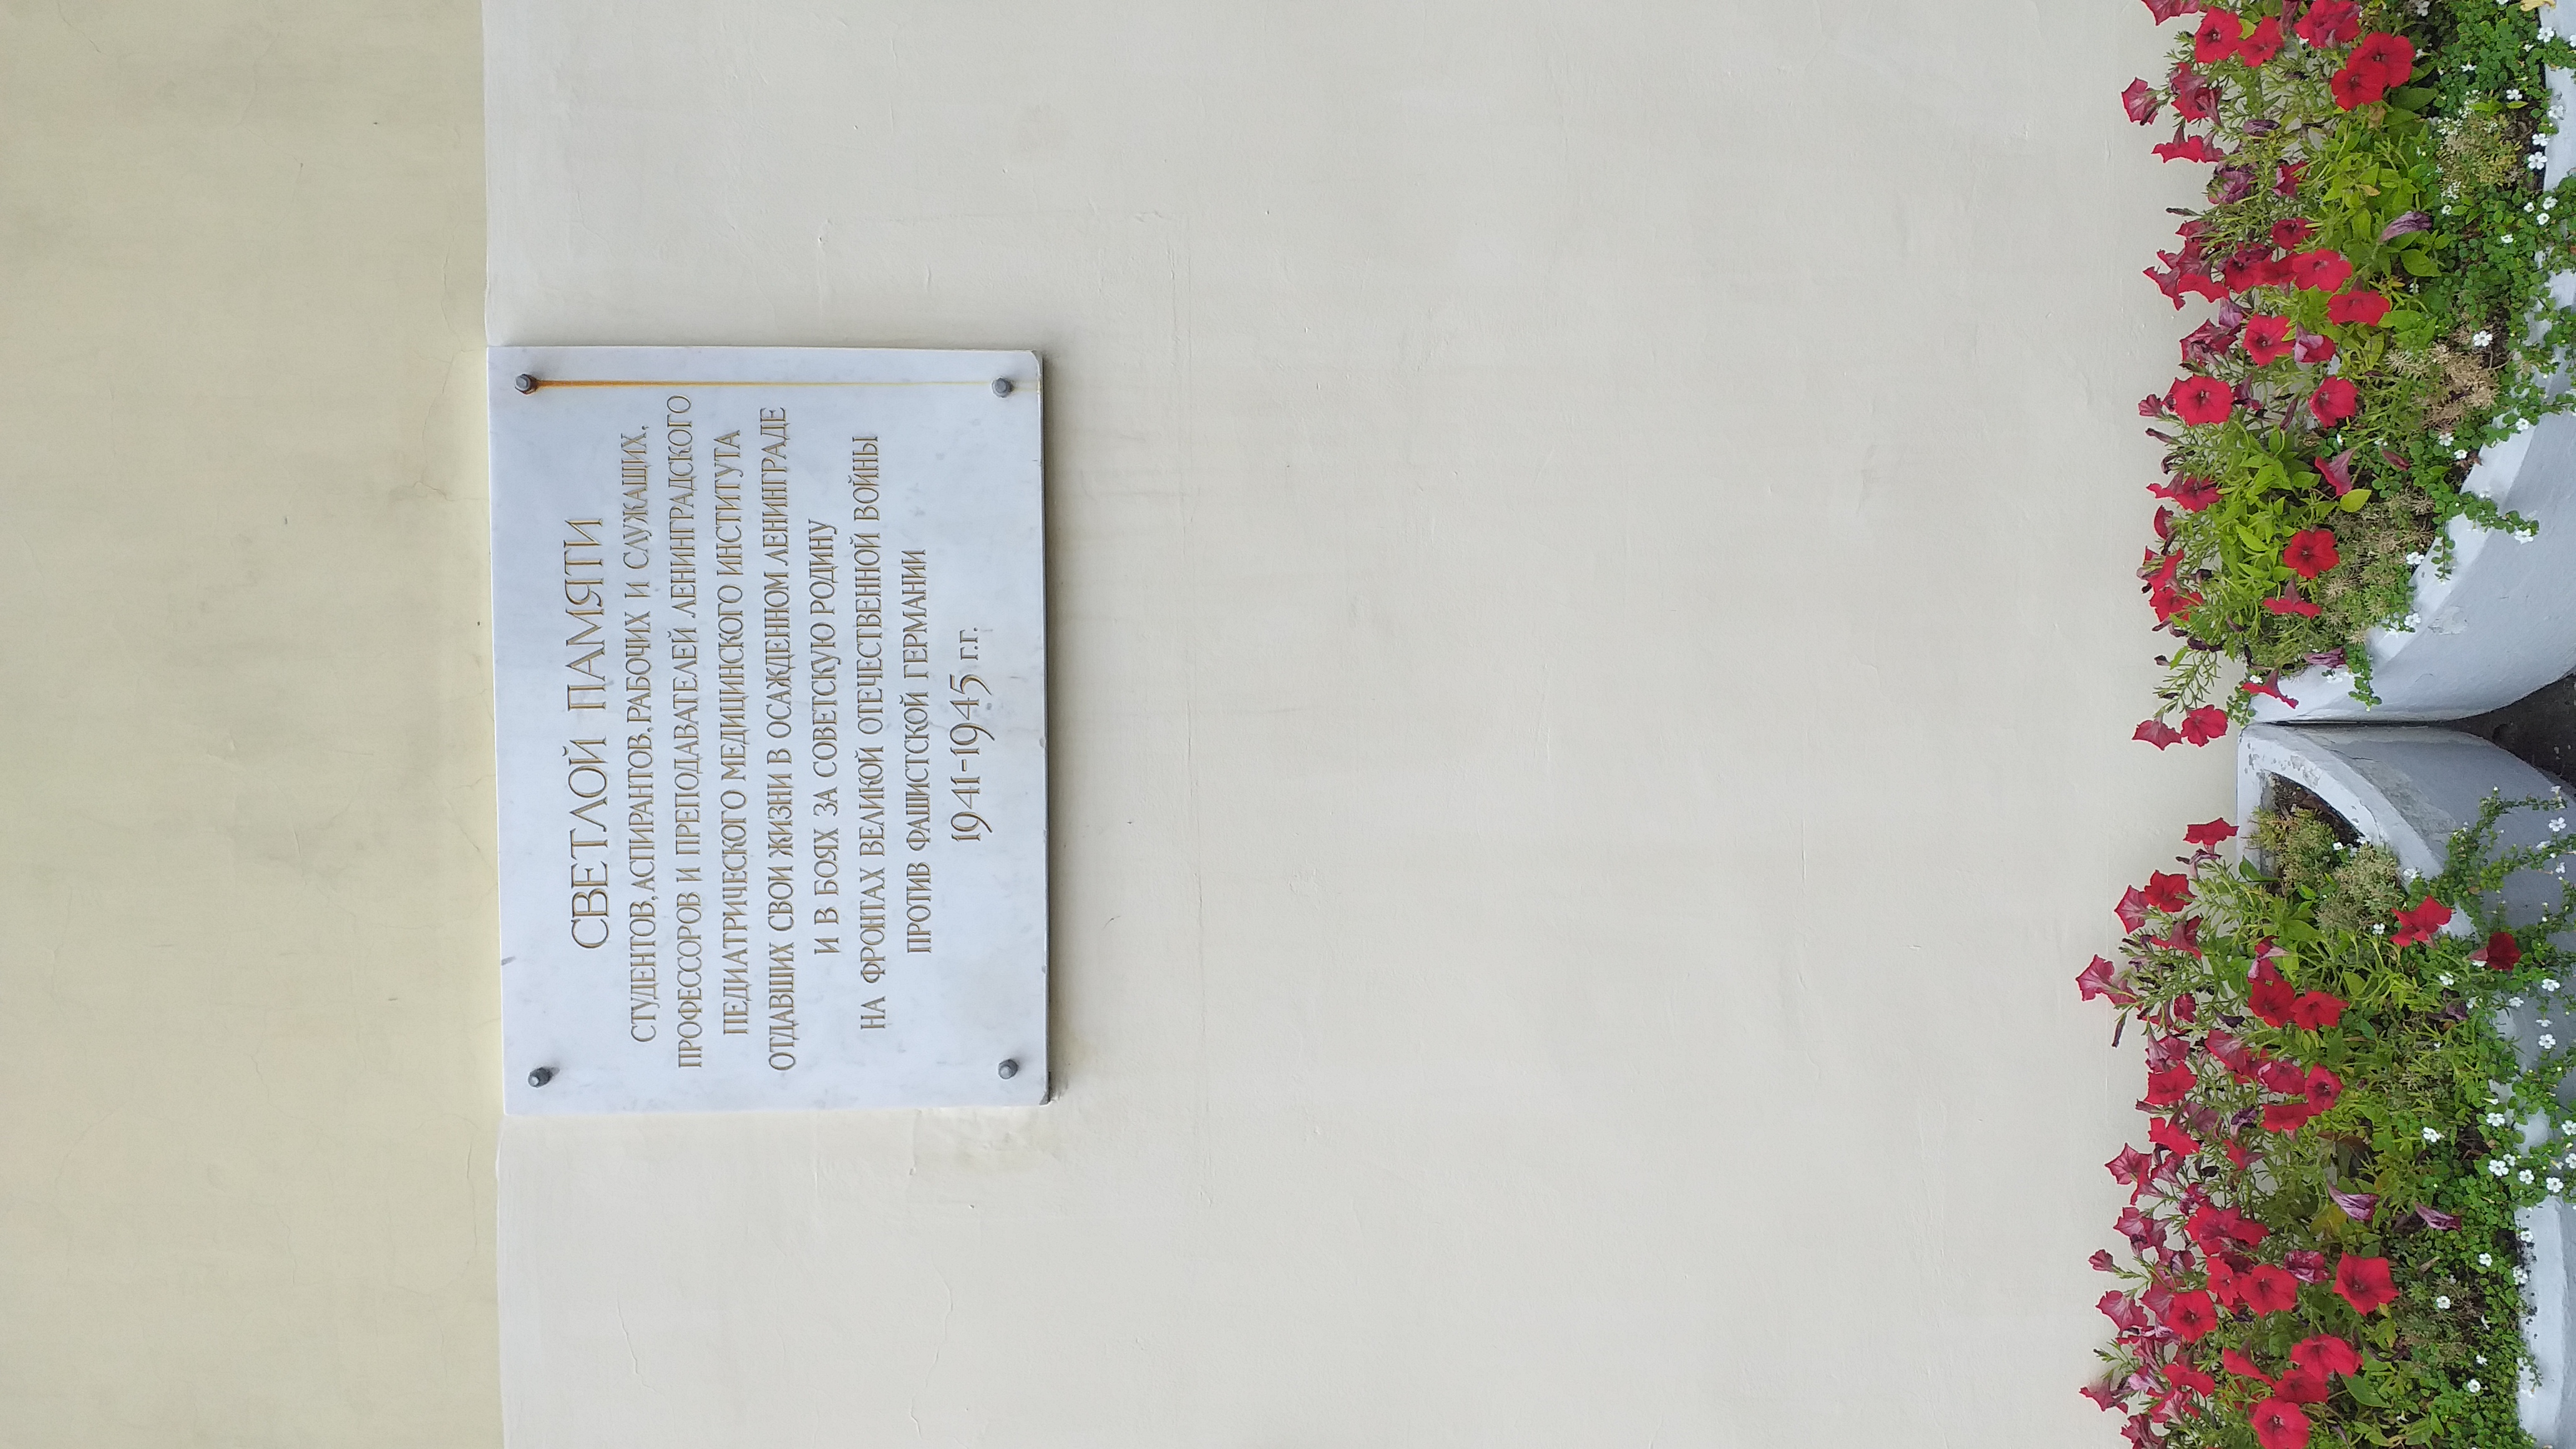 СВЕТЛОЙ ПАМЯТИ
СТУДЕНТОВ, АСПИРАНТОВ, РАБОЧИХ И СЛУЖАЩИХ,
ПРОФЕССОРОВ И ПРЕПОДАВАТЕЛЕЙ ЛЕНИНГРАДСКОГО
ПЕДИАТРИЧЕСКОГО МЕДИЦИНСКОГО ИНСТИТУТА
ОТДАВШИХ СВОИ ЖИЗНИ В ОСАЖДЕННОМ ЛЕНИНГРАДЕ
И В БОЯХ ЗА СОВЕТСКУЮ РОДИНУ
НА ФРОНТАХ ВЕЛИКОЙ ОТЕЧЕСТВЕННОЙ ВОЙНЫ
ПРОТИВ ФАШИСТСКОЙ ГЕРМАНИИ
1941-1945 г.г.